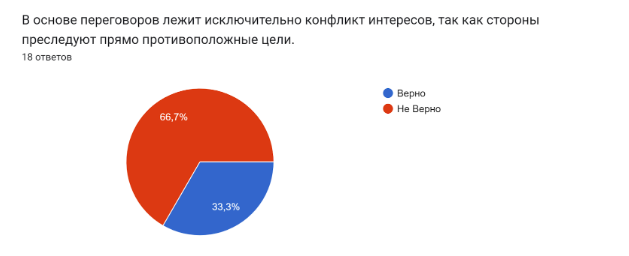 В основе переговоров лежит исключительно конфликт интересов, так как стороны
преследуют прямо противоположные цели.
18 ответов
Верно
Не Верно
66,7%
33,3%